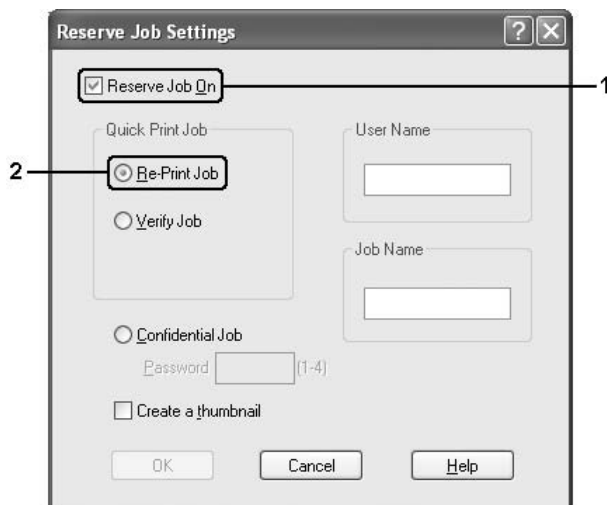 Reserve Job Settings
Reserve Job On
1
Quick Print Job
User Name
2
Re-Print Job
Verify Job
Job Name
Confidential Job
Password
(1-4)
Create a thumbnail
OK
Cancel
Help